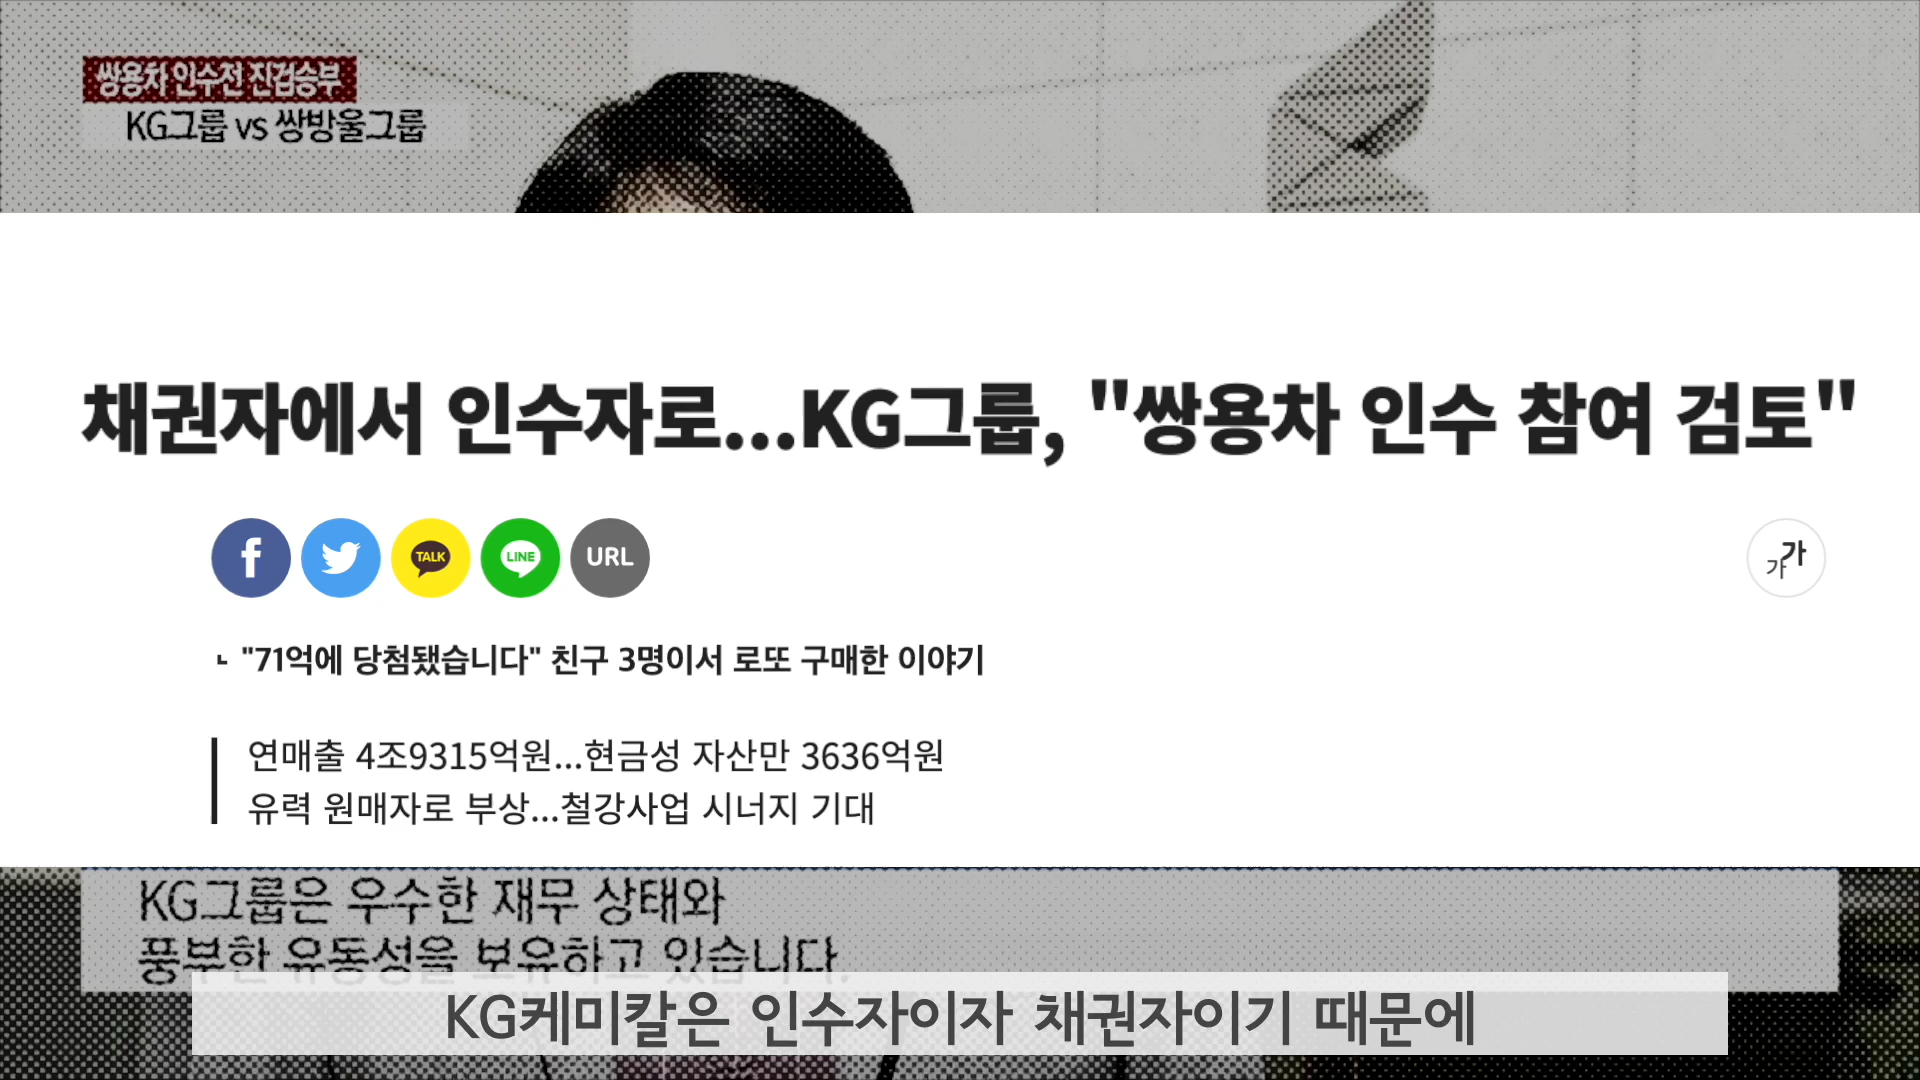 쌍용차 인수전 진검승부
KG그룹 vs 쌍방울그룹
채권자에서 인수자로...KG그룹, "쌍용차 인수 참여 검토"
f
TALK
LINE
URL
가가
ㄴ "71억에 당첨됐습니다" 친구 3명이서 로또 구매한 이야기
연매출 4조9315억원...현금성 자산만 3636억원
유력 원매자로 부상...철강사업 시너지 기대
KG그룹은 우수한 재무 상태와
풍부한 유동성을 보유하고 있습니다.
KG케미칼은 인수자이자 채권자이기 때문에